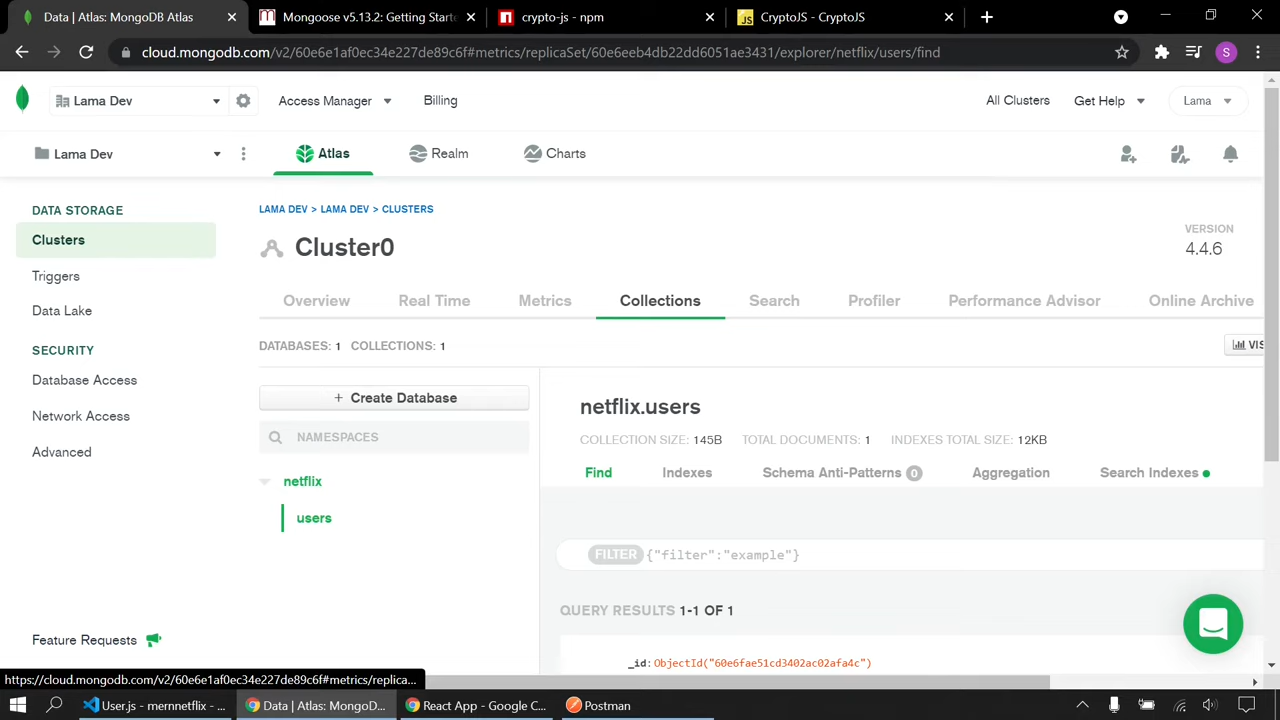 Data | Atlas: MongoDB Atlas
Mongoose v5.13.2: Getting Starte
crypto-js - npm
JS CryptoJS - CryptoJS
cloud.mongodb.com/v2/60e6e1af0ec34e227de89c6f#metrics/replicaSet/60e6eeb4db22dd6051ae3431/explorer/netflix/users/find
S
Lama Dev
Access Manager
Billing
All Clusters
Get Help
Lama
Lama Dev
Atlas
Realm
Charts
DATA STORAGE
Clusters
Triggers
Data Lake
SECURITY
Database Access
Network Access
Advanced
Feature Requests
LAMA DEV > LAMA DEV > CLUSTERS
Cluster0
VERSION
4.4.6
Overview
Real Time
Metrics
Collections
Search
Profiler
Performance Advisor
Online Archive
DATABASES: 1 COLLECTIONS: 1
VIS
+ Create Database
NAMESPACES
netflix
users
netflix.users
COLLECTION SIZE: 145B TOTAL DOCUMENTS: 1 INDEXES TOTAL SIZE: 12KB
Find
Indexes
Schema Anti-Patterns 0
Aggregation
Search Indexes
FILTER {"filter":"example"}
QUERY RESULTS 1-1 OF 1
_id:ObjectId("60e6fae51cd3402ac02afa4c")
https://cloud.mongodb.com/v2/60e6e1af0ec34e227de89c6f#metrics/replica...
User.js - mernnetflix - ...
Data | Atlas: MongoD...
React App - Google C...
Postman